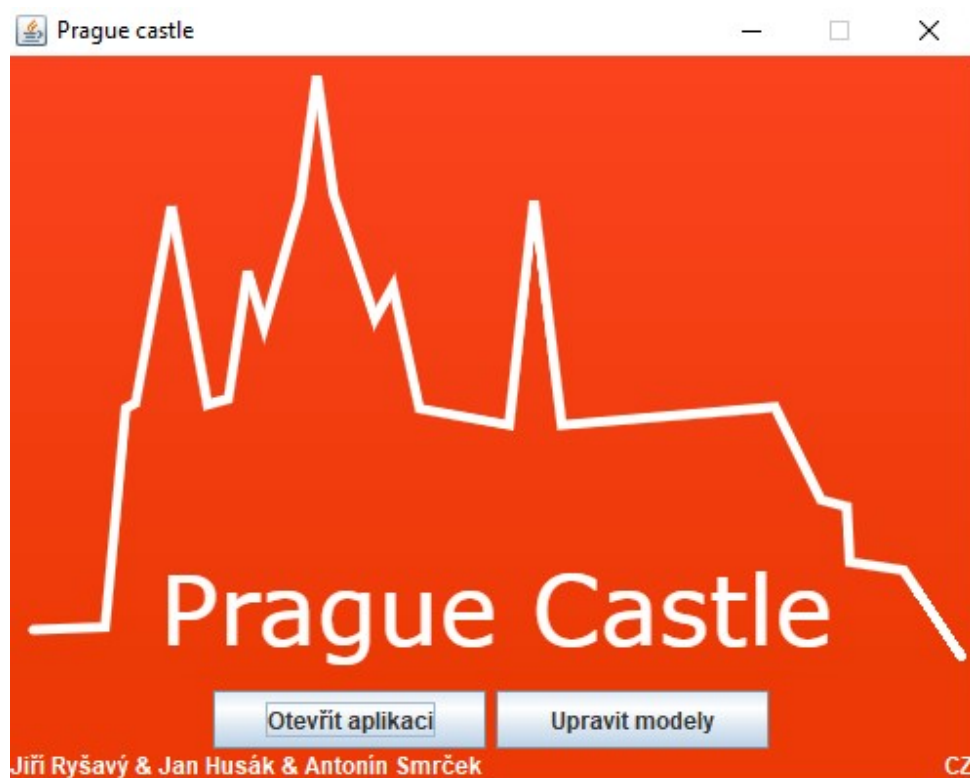 Prague castle
Prague Castle
Otevřít aplikaci
Upravit modely
Jiří Ryšavý & Jan Husák & Antonín Smrček
CZ